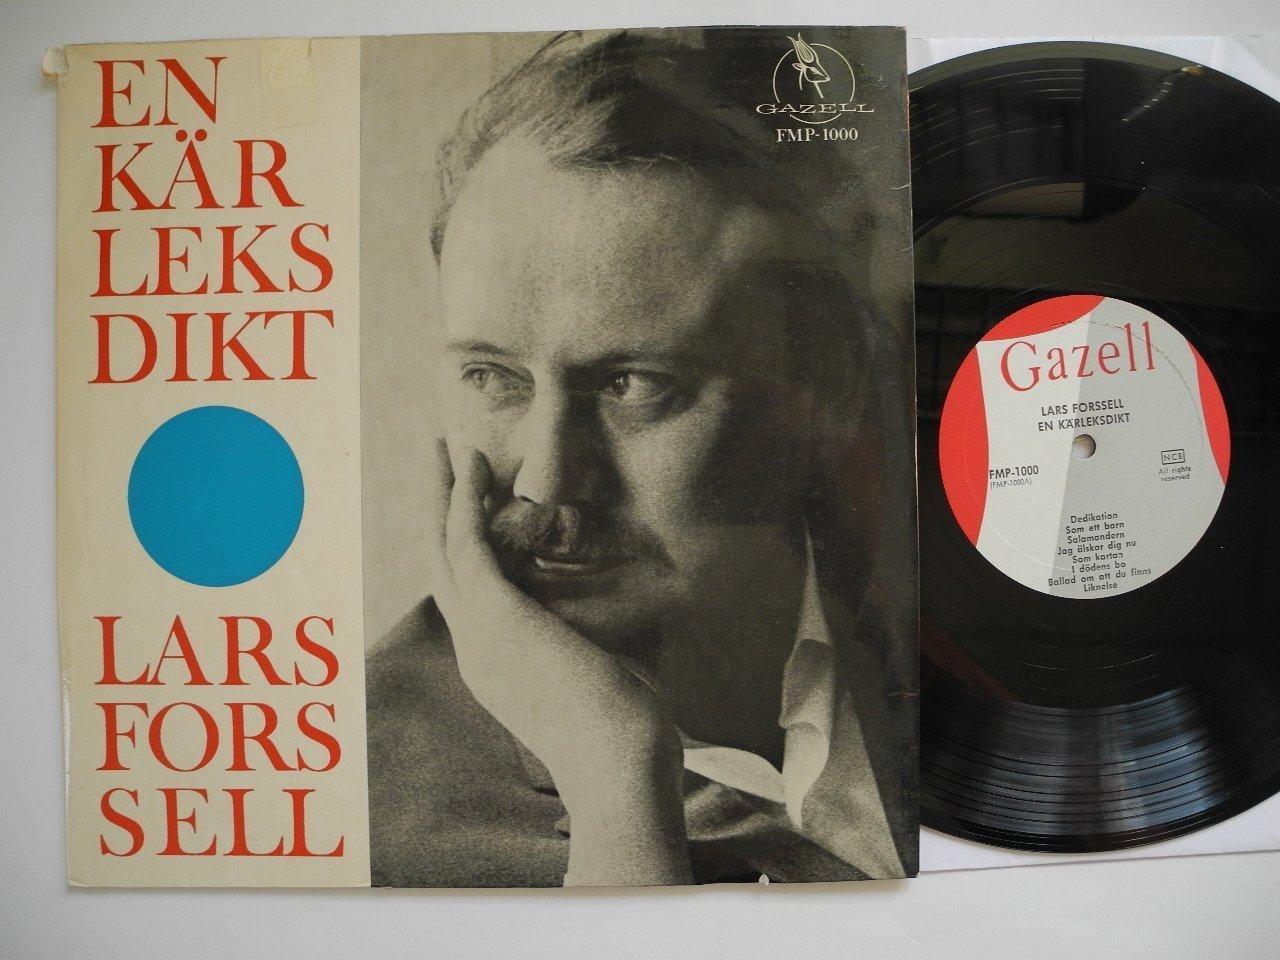 EN
KÄR
LEKS
DIKT
LARS
FORS
SELL
GAZELL
FMP-1000
Gazell
LARS FORSSELL
EN KÄRLEKSDIKT
FMP-1000
(FMP-1000A)
NCB
All rights
reserved
Dedikation
Som ett barn
Salamandern
Jag älskar dig nu
Som kartan
I dödens bo
Ballad om att du finns
Liknelse